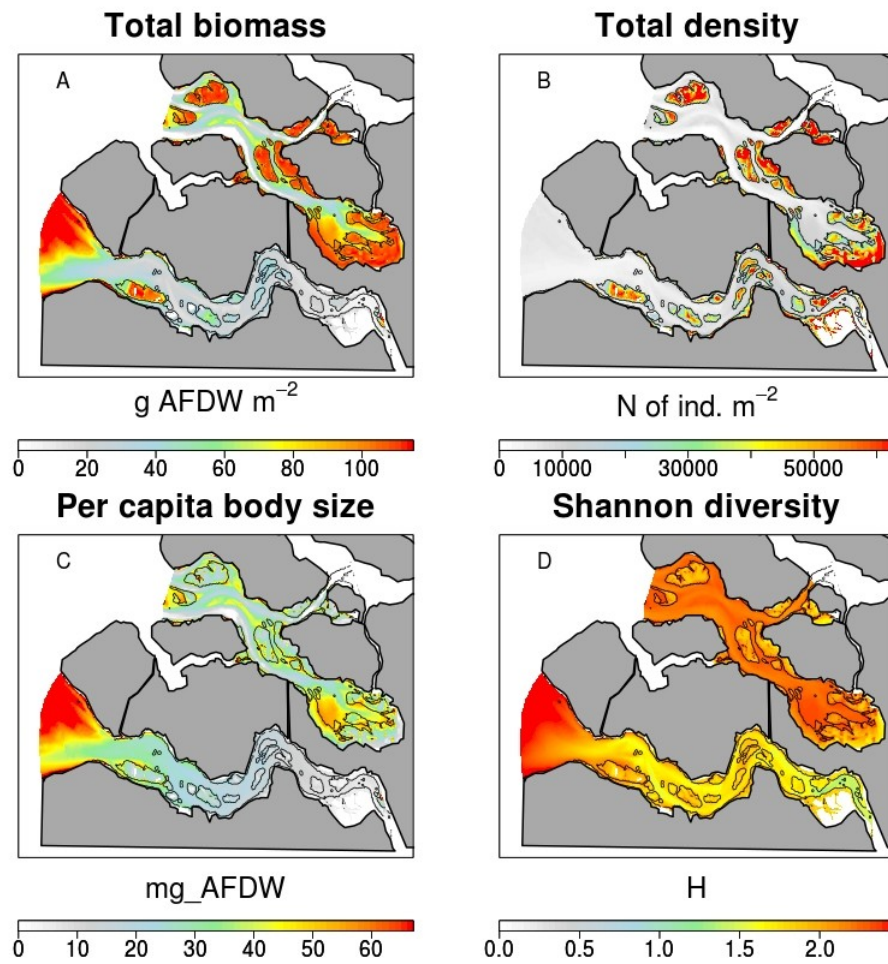 Total biomass
Total density
A
B
g AFDW m⁻²
N of ind. m⁻²
0 20 40 60 80 100
0 10000 30000 50000
Per capita body size
Shannon diversity
C
D
mg_AFDW
H
0 10 20 30 40 50 60
0.0 0.5 1.0 1.5 2.0